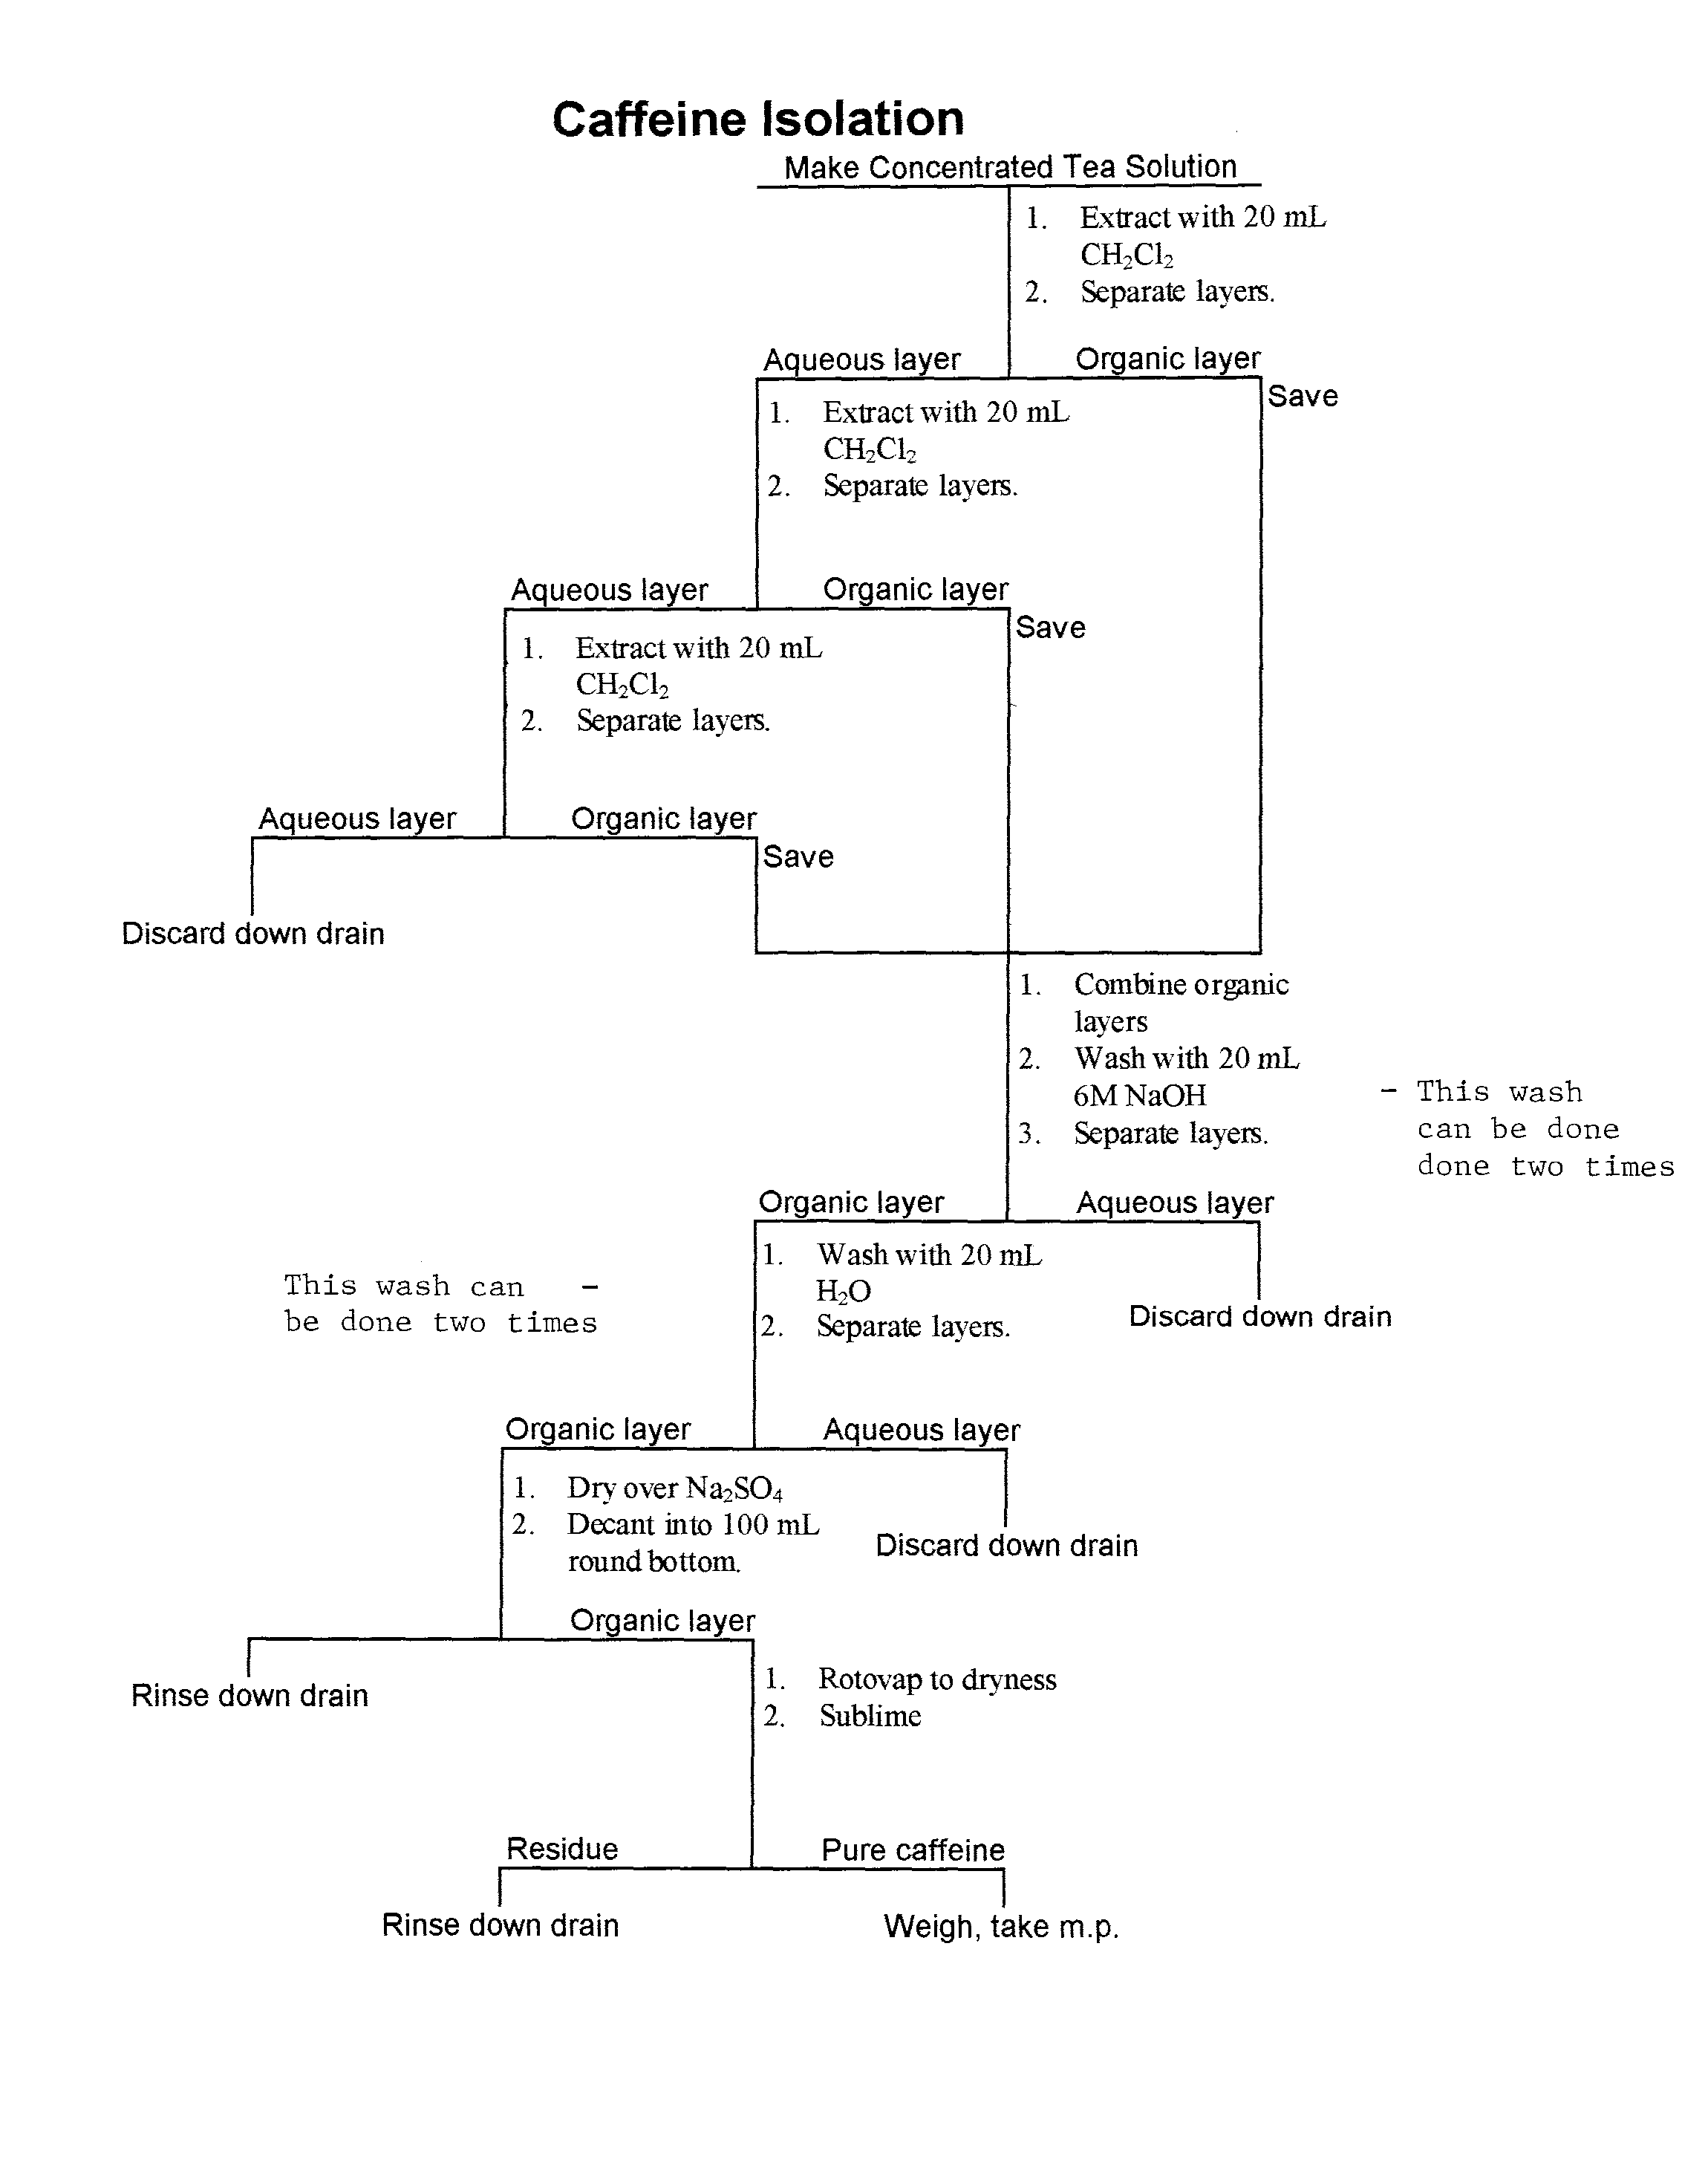 Caffeine Isolation
Make Concentrated Tea Solution
1. Extract with 20 mL
CH₂Cl₂
2. Separate layers.
Aqueous layer
Organic layer
Save
1. Extract with 20 mL
CH₂Cl₂
2. Separate layers.
Aqueous layer
Organic layer
Save
1. Extract with 20 mL
CH₂Cl₂
2. Separate layers.
Aqueous layer
Organic layer
Save
Discard down drain
1. Combine organic
layers
2. Wash with 20 mL
6M NaOH
3. Separate layers.
– This wash
can be done
done two times
Organic layer
Aqueous layer
1. Wash with 20 mL
H₂O
2. Separate layers.
This wash can –
be done two times
Discard down drain
Organic layer
Aqueous layer
1. Dry over Na₂SO₄
2. Decant into 100 mL
round bottom.
Discard down drain
Organic layer
Rinse down drain
1. Rotovap to dryness
2. Sublime
Residue
Pure caffeine
Rinse down drain
Weigh, take m.p.